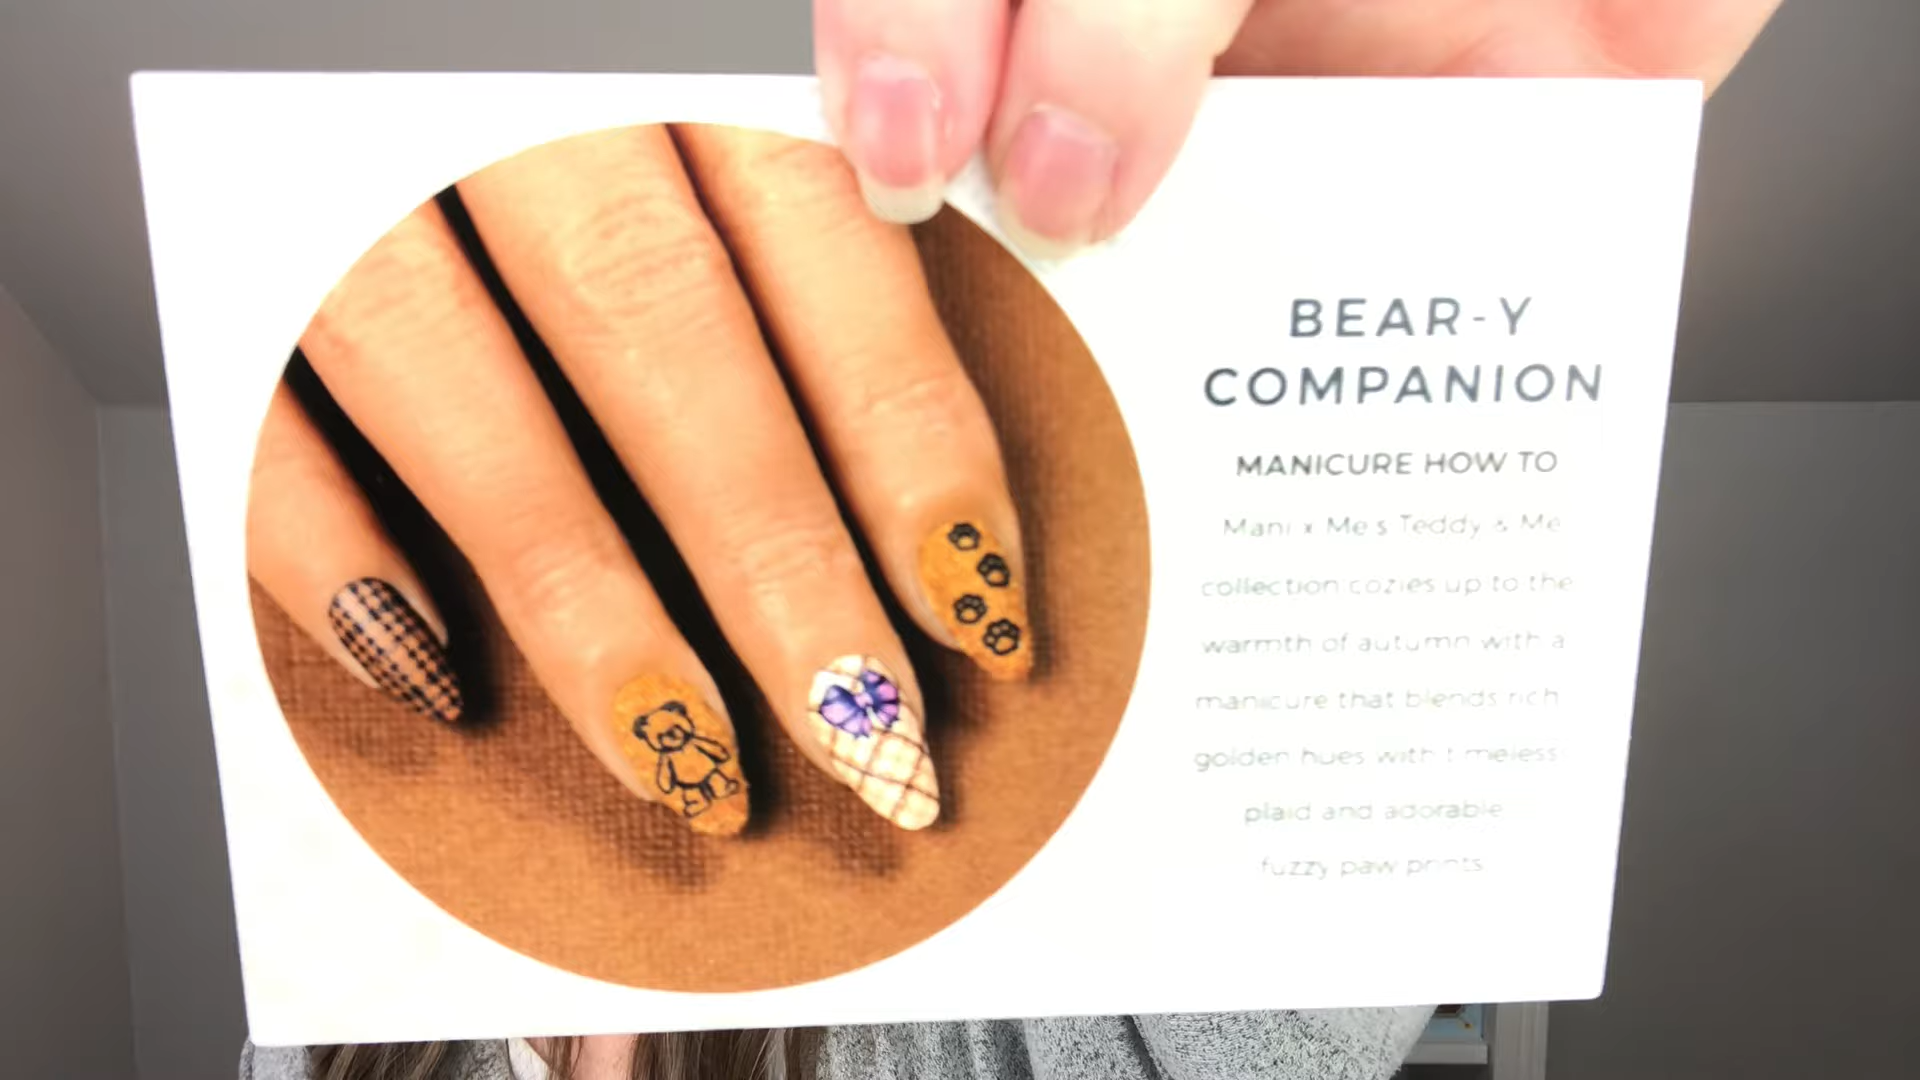 BEAR-Y
COMPANION
MANICURE HOW TO
Mani x Me's Teddy & Me
collection cozies up to the
warmth of autumn with a
manicure that blends rich
golden hues with timeless
plaid and adorable
fuzzy paw prints